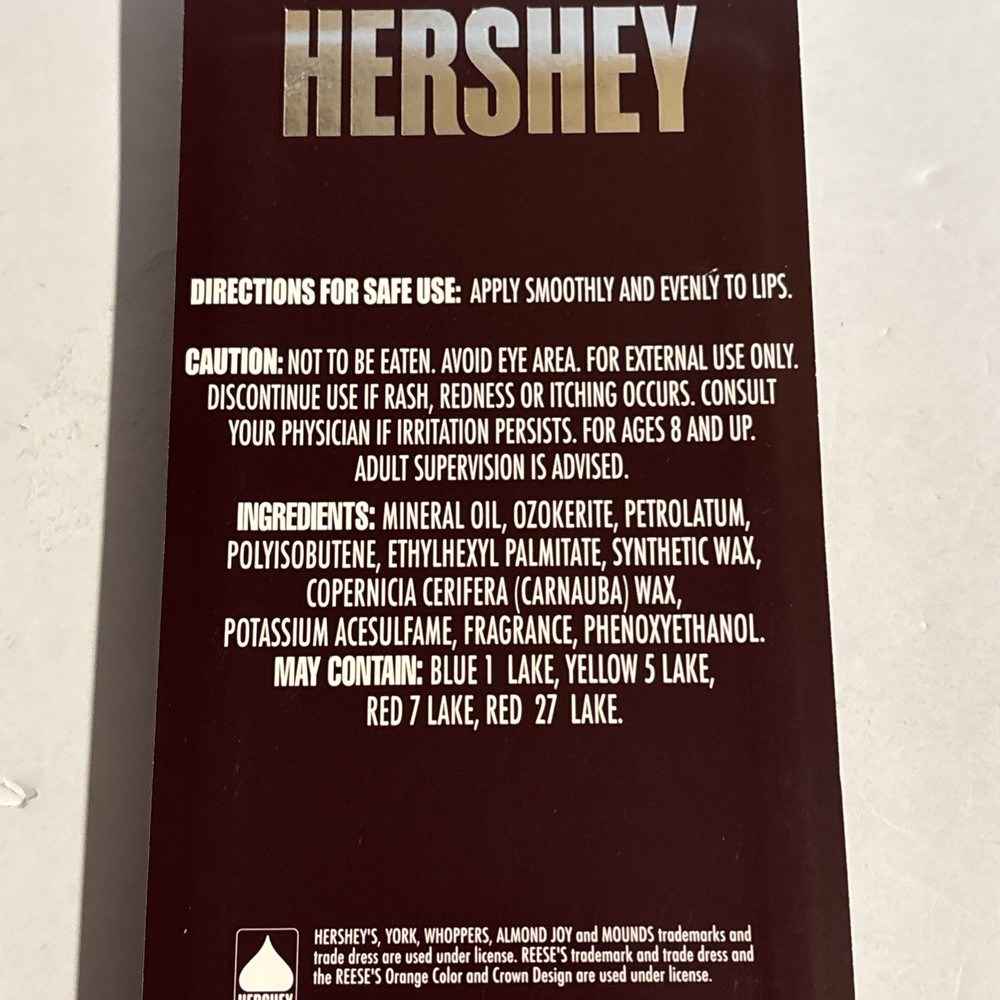 HERSHEY
DIRECTIONS FOR SAFE USE: APPLY SMOOTHLY AND EVENLY TO LIPS.
CAUTION: NOT TO BE EATEN. AVOID EYE AREA. FOR EXTERNAL USE ONLY.
DISCONTINUE USE IF RASH, REDNESS OR ITCHING OCCURS. CONSULT
YOUR PHYSICIAN IF IRRITATION PERSISTS. FOR AGES 8 AND UP.
ADULT SUPERVISION IS ADVISED.
INGREDIENTS: MINERAL OIL, OZOKERITE, PETROLATUM,
POLYISOBUTENE, ETHYLHEXYL PALMITATE, SYNTHETIC WAX,
COPERNICIA CERIFERA (CARNAUBA) WAX,
POTASSIUM ACESULFAME, FRAGRANCE, PHENOXYETHANOL.
MAY CONTAIN: BLUE 1 LAKE, YELLOW 5 LAKE,
RED 7 LAKE, RED 27 LAKE.
HERSHEY'S, YORK, WHOPPERS, ALMOND JOY and MOUNDS trademarks and
trade dress are used under license. REESE'S trademark and trade dress and
the REESE'S Orange Color and Crown Design are used under license.
HERSHEY